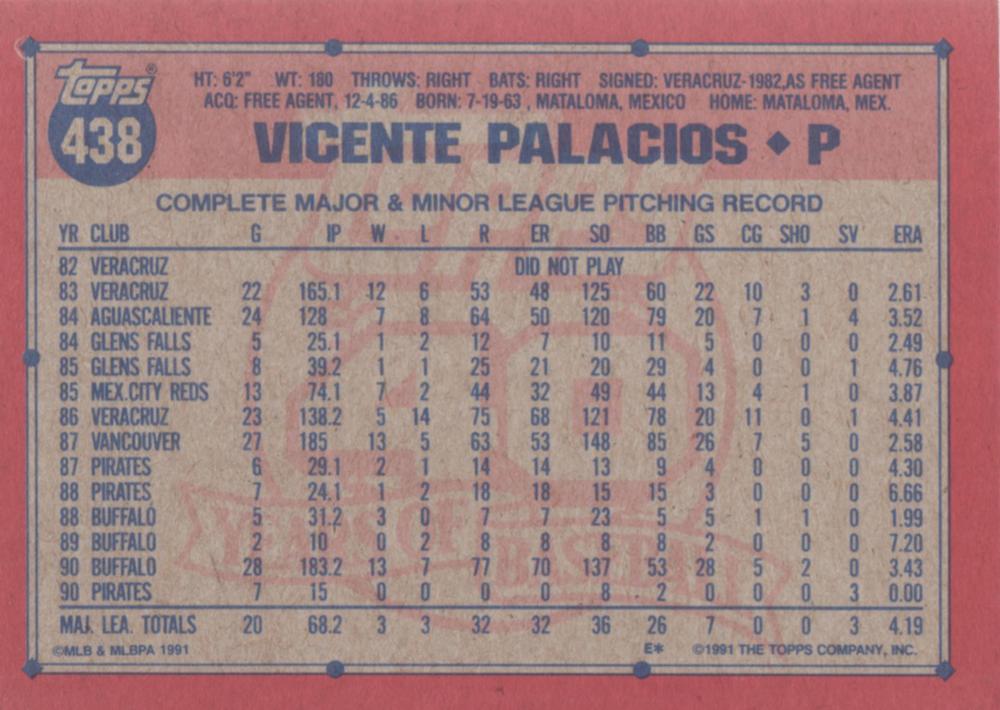 Topps®
438
HT: 6'2" WT: 180 THROWS: RIGHT BATS: RIGHT SIGNED: VERACRUZ-1982,AS FREE AGENT
ACQ: FREE AGENT, 12-4-86 BORN: 7-19-63 , MATALOMA, MEXICO HOME: MATALOMA, MEX.
VICENTE PALACIOS ◆ P
COMPLETE MAJOR & MINOR LEAGUE PITCHING RECORD
YR CLUB G IP W L R ER SO BB GS CG SHO SV ERA
82 VERACRUZ DID NOT PLAY
83 VERACRUZ 22 165.1 12 6 53 48 125 60 22 10 3 0 2.61
84 AGUASCALIENTE 24 128 7 8 64 50 120 79 20 7 1 4 3.52
84 GLENS FALLS 5 25.1 1 2 12 7 10 11 5 0 0 0 2.49
85 GLENS FALLS 8 39.2 1 1 25 21 20 29 4 0 0 1 4.76
85 MEX.CITY REDS 13 74.1 7 2 44 32 49 44 13 4 1 0 3.87
86 VERACRUZ 23 138.2 5 14 75 68 121 78 20 11 0 1 4.41
87 VANCOUVER 27 185 13 5 63 53 148 85 26 7 5 0 2.58
87 PIRATES 6 29.1 2 1 14 14 13 9 4 0 0 0 4.30
88 PIRATES 7 24.1 1 2 18 18 15 15 3 0 0 0 6.66
88 BUFFALO 5 31.2 3 0 7 7 23 5 5 1 1 0 1.99
89 BUFFALO 2 10 0 2 8 8 8 8 2 0 0 0 7.20
90 BUFFALO 28 183.2 13 7 77 70 137 53 28 5 2 0 3.43
90 PIRATES 7 15 0 0 0 0 8 2 0 0 0 3 0.00
MAJ. LEA. TOTALS 20 68.2 3 3 32 32 36 26 7 0 0 3 4.19
©MLB & MLBPA 1991 E* ©1991 THE TOPPS COMPANY, INC.
TOPPS
40
YEARS OF
BASEBALL